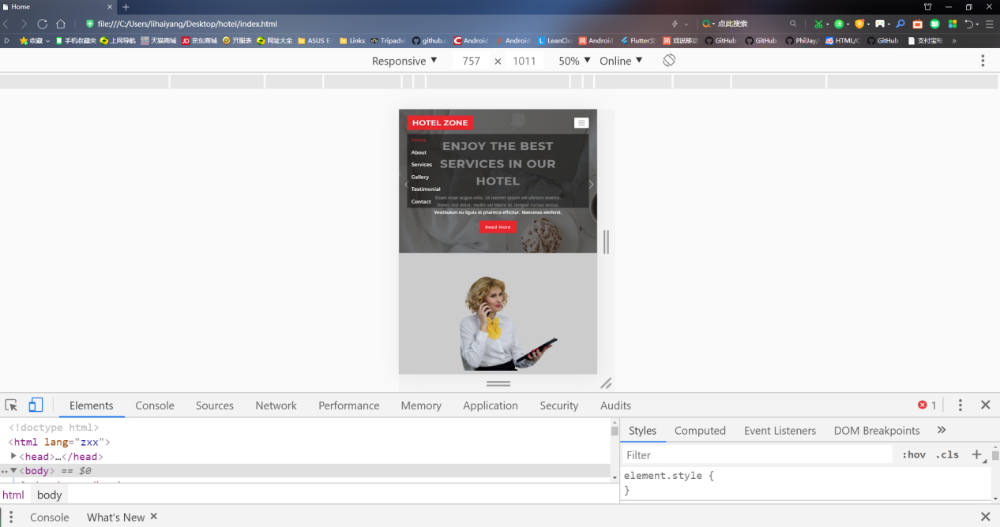 Home
file:///C:/Users/lihaiyang/Desktop/hotel/index.html
点此搜索
收藏
手机收藏夹
上网导航
天猫商城
京东商城
开服表
网址大全
ASUS E
Links
Tripadvi
github.c
Android
Android
LeanClo
Android
Flutter文
戏说移动
GitHub
GitHub
PhilJay/
HTML/C
GitHub
支付宝
Responsive ▼ 757 × 1011 50% ▼ Online ▼
HOTEL ZONE
Home
About
Services
Gallery
Testimonial
Contact
ENJOY THE BEST
SERVICES IN OUR
HOTEL
Etiam vitae augue odio. Ut laoreet ipsum vel ultrices viverra.
Donec nisl dolor, mollis vel libero id, tempor cursus lectus.
Vestibulum eu ligula at pharetra efficitur. Maecenas eleifend.
Read More
Elements Console Sources Network Performance Memory Application Security Audits 1
<!doctype html>
<html lang="zxx">
<head>…</head>
<body> == $0
html body
Styles Computed Event Listeners DOM Breakpoints »
Filter :hov .cls +
element.style {
}
Console What's New ×